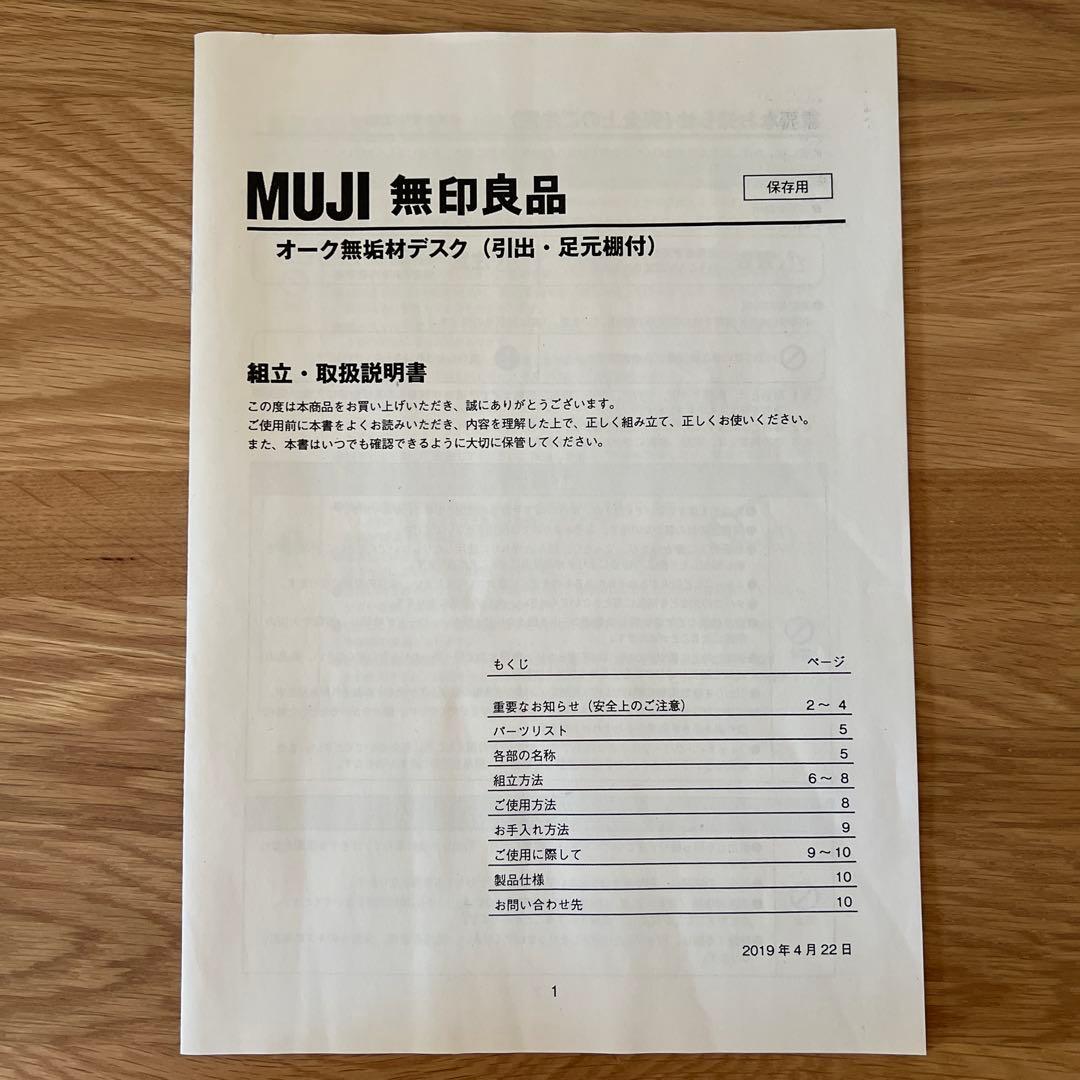 MUJI 無印良品
保存用
オーク無垢材デスク（引出・足元棚付）
組立・取扱説明書
この度は本商品をお買い上げいただき、誠にありがとうございます。
ご使用前に本書をよくお読みいただき、内容を理解した上で、正しく組み立て、正しくお使いください。
また、本書はいつでも確認できるように大切に保管してください。
もくじ ページ
重要なお知らせ（安全上のご注意） 2～ 4
パーツリスト 5
各部の名称 5
組立方法 6～ 8
ご使用方法 8
お手入れ方法 9
ご使用に際して 9～10
製品仕様 10
お問い合わせ先 10
2019年4月22日
1